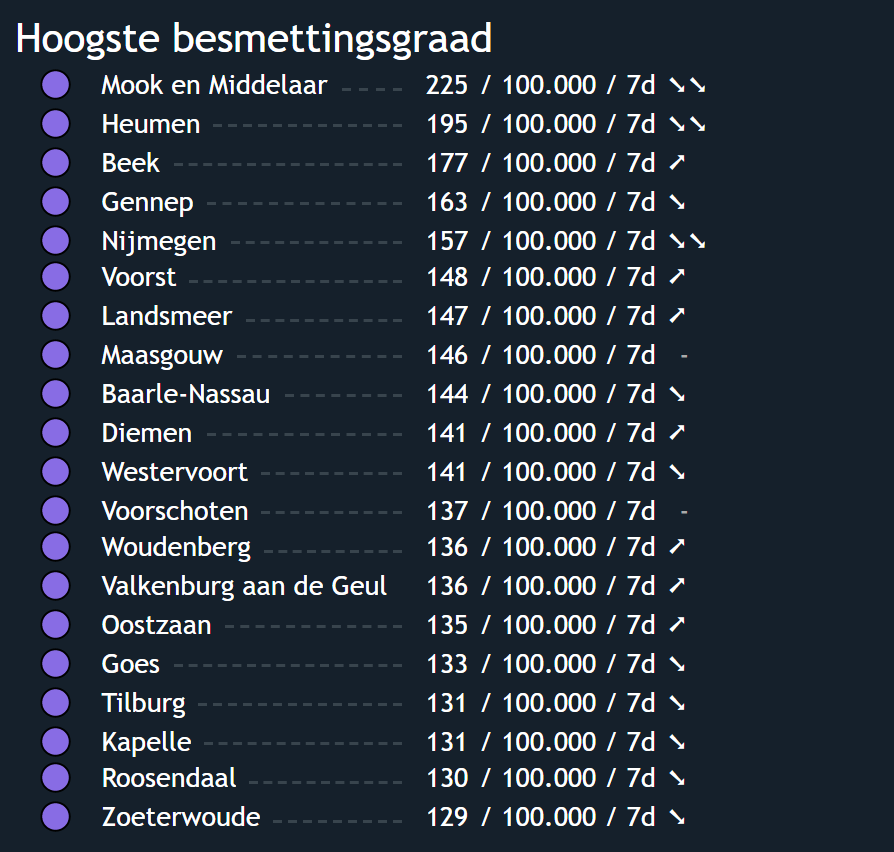 Hoogste besmettingsgraad
Mook en Middelaar 225 / 100.000 / 7d ➘➘
Heumen 195 / 100.000 / 7d ➘➘
Beek 177 / 100.000 / 7d ➚
Gennep 163 / 100.000 / 7d ➘
Nijmegen 157 / 100.000 / 7d ➘➘
Voorst 148 / 100.000 / 7d ➚
Landsmeer 147 / 100.000 / 7d ➚
Maasgouw 146 / 100.000 / 7d -
Baarle-Nassau 144 / 100.000 / 7d ➘
Diemen 141 / 100.000 / 7d ➚
Westervoort 141 / 100.000 / 7d ➘
Voorschoten 137 / 100.000 / 7d -
Woudenberg 136 / 100.000 / 7d ➚
Valkenburg aan de Geul 136 / 100.000 / 7d ➚
Oostzaan 135 / 100.000 / 7d ➚
Goes 133 / 100.000 / 7d ➘
Tilburg 131 / 100.000 / 7d ➘
Kapelle 131 / 100.000 / 7d ➘
Roosendaal 130 / 100.000 / 7d ➘
Zoeterwoude 129 / 100.000 / 7d ➘